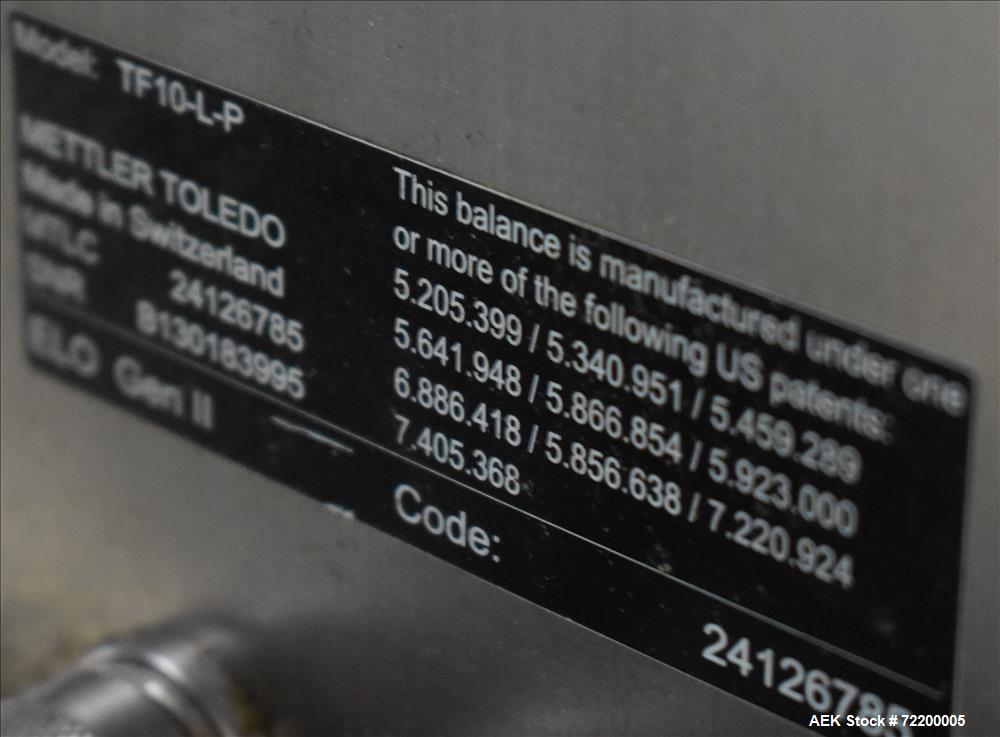 Model: TF10-L-P
METTLER TOLEDO
Made in Switzerland
MTLC 24126785
SNR B130183995
ELO Gen II
This balance is manufactured under one
or more of the following US patents:
5.205.399 / 5.340.951 / 5.459.289
5.641.948 / 5.866.854 / 5.923.000
6.886.418 / 5.856.638 / 7.220.924
7.405.368
Code:
24126785
AEK Stock # 72200005